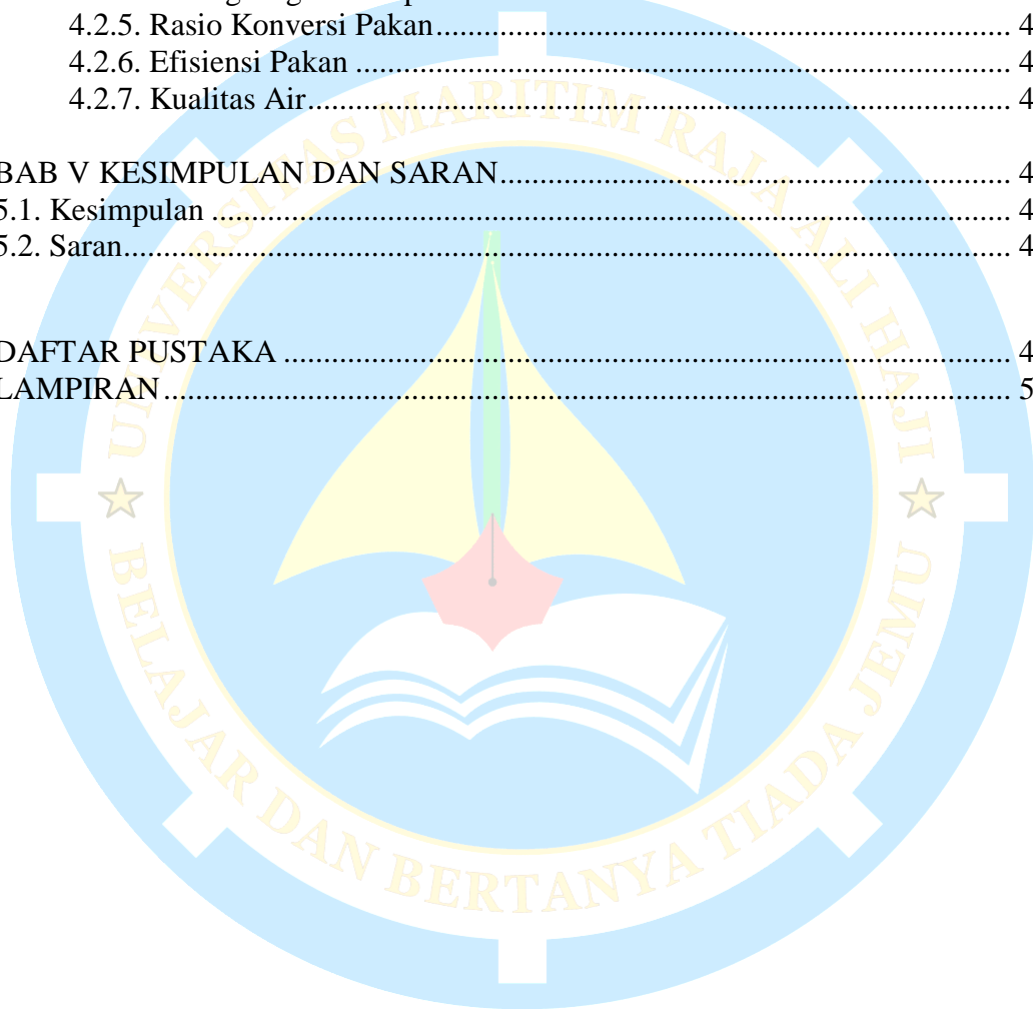 4.2.5. Rasio Konversi Pakan.......................................................................... 4
4.2.6. Efisiensi Pakan .................................................................................... 4
4.2.7. Kualitas Air.......................................................................................... 4
BAB V KESIMPULAN DAN SARAN................................................................. 4
5.1. Kesimpulan ...................................................................................................... 4
5.2. Saran................................................................................................................. 4
DAFTAR PUSTAKA ............................................................................................. 4
LAMPIRAN............................................................................................................. 5
UNIVERSITAS MARITIM RAJA ALI HAJI
BELAJAR DAN BERTANYA TIADA JEMU